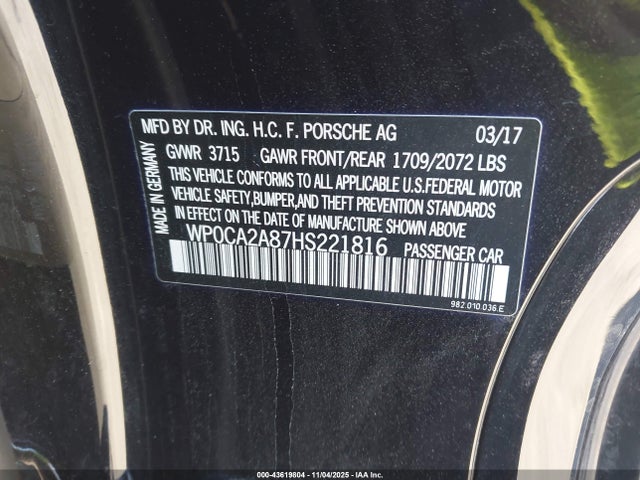 MFD BY DR. ING. H.C. F. PORSCHE AG 03/17
GVWR 3715 GAWR FRONT/REAR 1709/2072 LBS
THIS VEHICLE CONFORMS TO ALL APPLICABLE U.S.FEDERAL MOTOR
VEHICLE SAFETY,BUMPER,AND THEFT PREVENTION STANDARDS
IN EFFECT ON THE DATE OF MANUFACTURE SHOWN ABOVE
WP0CA2A87HS221816 PASSENGER CAR
982.010.036.E
MADE IN GERMANY
000-43619804 - 11/04/2025 - IAA Inc.